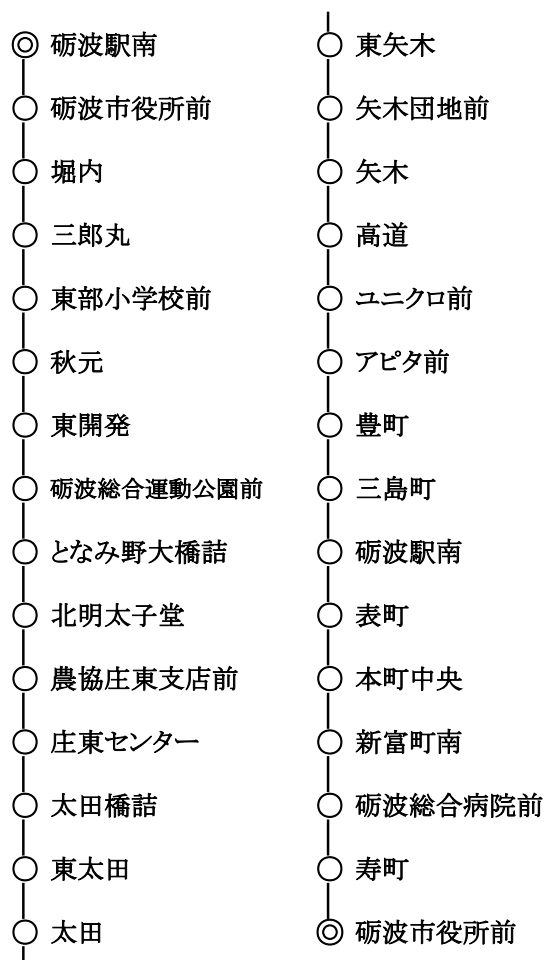 砺波駅南
砺波市役所前
堀内
三郎丸
東部小学校前
秋元
東開発
砺波総合運動公園前
となみ野大橋詰
北明太子堂
農協庄東支店前
庄東センター
太田橋詰
東太田
太田
東矢木
矢木団地前
矢木
高道
ユニクロ前
アピタ前
豊町
三島町
砺波駅南
表町
本町中央
新富町南
砺波総合病院前
寿町
砺波市役所前